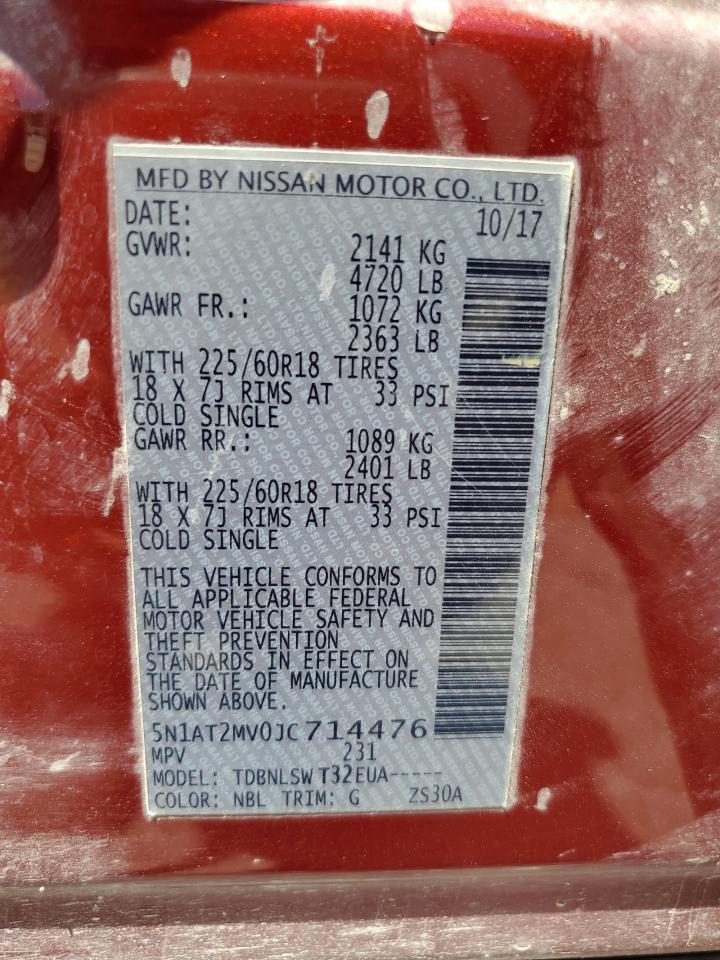 MFD BY NISSAN MOTOR CO., LTD.
DATE: 10/17
GVWR: 2141 KG
4720 LB
GAWR FR.: 1072 KG
2363 LB
WITH 225/60R18 TIRES
18 X 7J RIMS AT 33 PSI
COLD SINGLE
GAWR RR.: 1089 KG
2401 LB
WITH 225/60R18 TIRES
18 X 7J RIMS AT 33 PSI
COLD SINGLE
THIS VEHICLE CONFORMS TO
ALL APPLICABLE FEDERAL
MOTOR VEHICLE SAFETY AND
THEFT PREVENTION
STANDARDS IN EFFECT ON
THE DATE OF MANUFACTURE
SHOWN ABOVE.
5N1AT2MV0JC714476
MPV 231
MODEL: TDBNLSW T32EUA-----
COLOR: NBL TRIM: G ZS30A